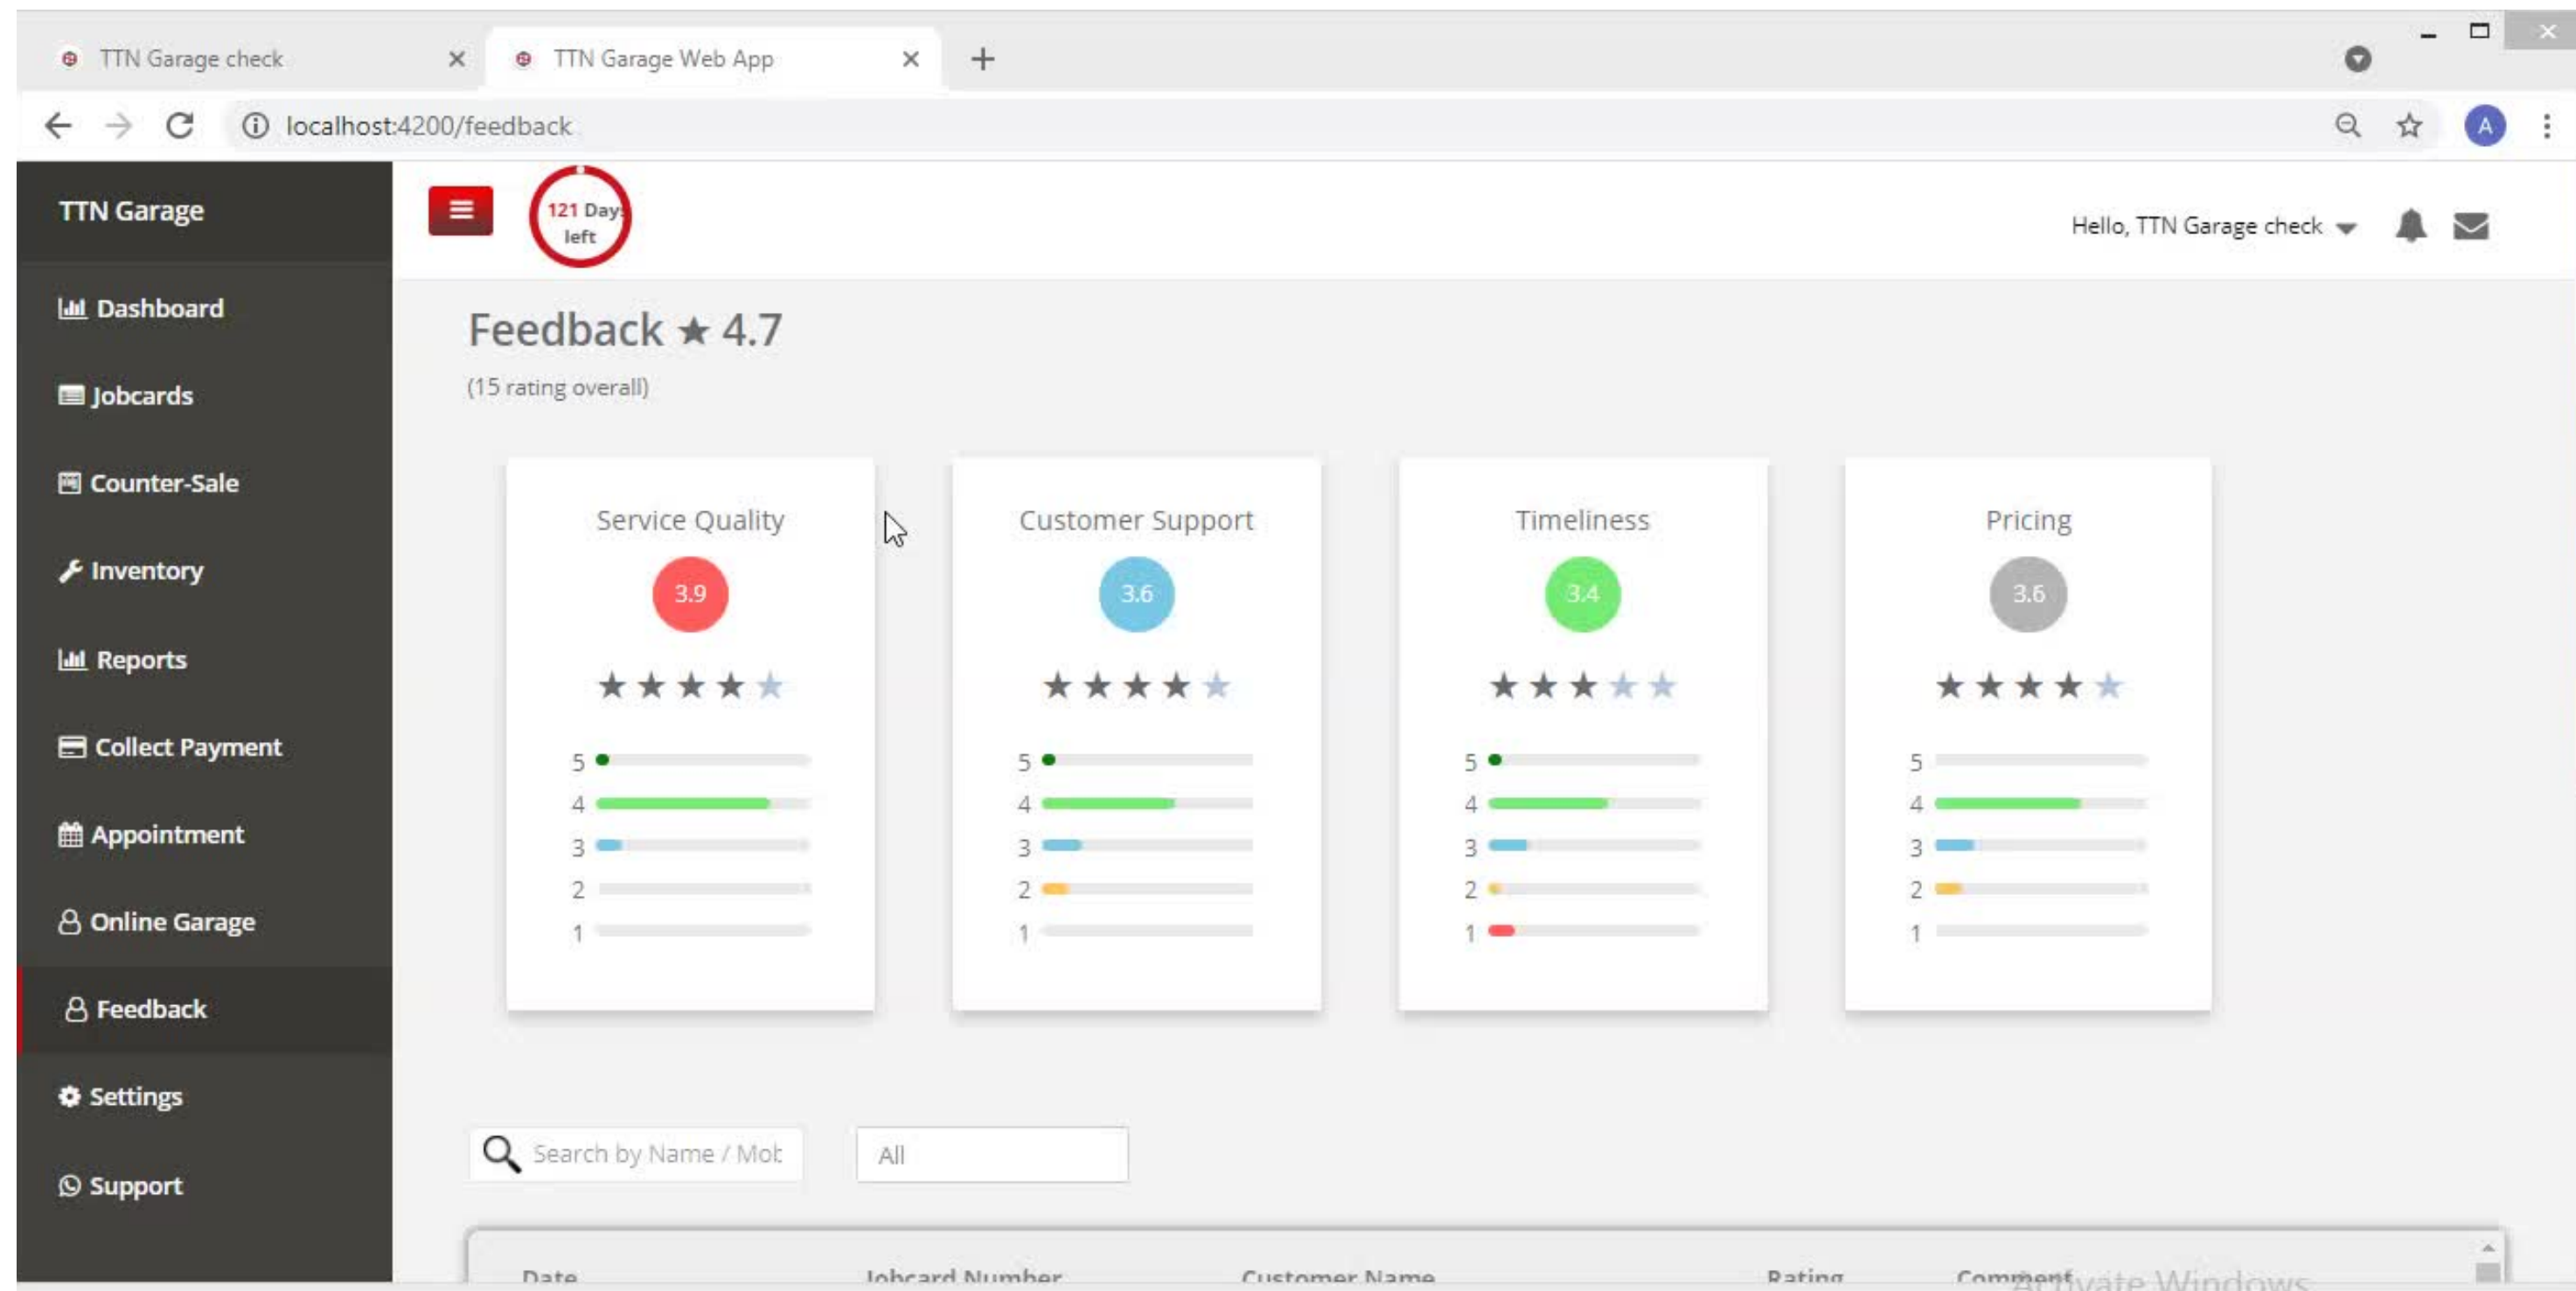 TTN Garage check
TTN Garage Web App
localhost:4200/feedback
A
TTN Garage
121 Days
left
Hello, TTN Garage check
Dashboard
Jobcards
Counter-Sale
Inventory
Reports
Collect Payment
Appointment
Online Garage
Feedback
Settings
Support
Feedback ★ 4.7
(15 rating overall)
Service Quality
3.9
5
4
3
2
1
Customer Support
3.6
5
4
3
2
1
Timeliness
3.4
5
4
3
2
1
Pricing
3.6
5
4
3
2
1
Search by Name / Mob
All
Date Jobcard Number Customer Name Rating Comment
Activate Windows